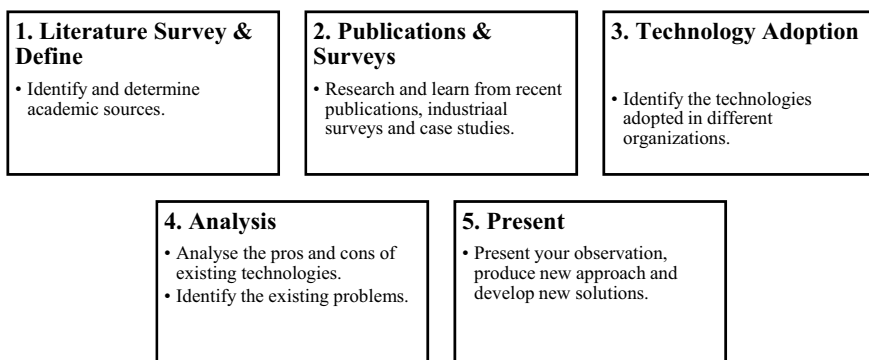 1. Literature Survey &
Define
• Identify and determine
academic sources.
2. Publications &
Surveys
• Research and learn from recent
publications, industriaal
surveys and case studies.
3. Technology Adoption
• Identify the technologies
adopted in different
organizations.
4. Analysis
• Analyse the pros and cons of
existing technologies.
• Identify the existing problems.
5. Present
• Present your observation,
produce new approach and
develop new solutions.